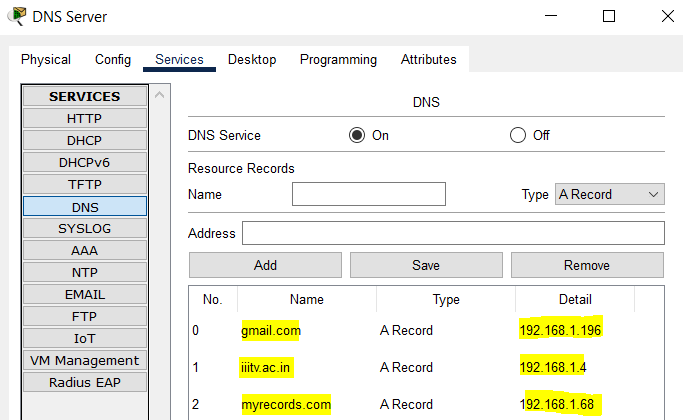 DNS Server
Physical Config Services Desktop Programming Attributes
SERVICES
HTTP
DHCP
DHCPv6
TFTP
DNS
SYSLOG
AAA
NTP
EMAIL
FTP
IoT
VM Management
Radius EAP
DNS
DNS Service On Off
Resource Records
Name Type A Record
Address
Add Save Remove
No. Name Type Detail
0 gmail.com A Record 192.168.1.196
1 iiitv.ac.in A Record 192.168.1.4
2 myrecords.com A Record 192.168.1.68